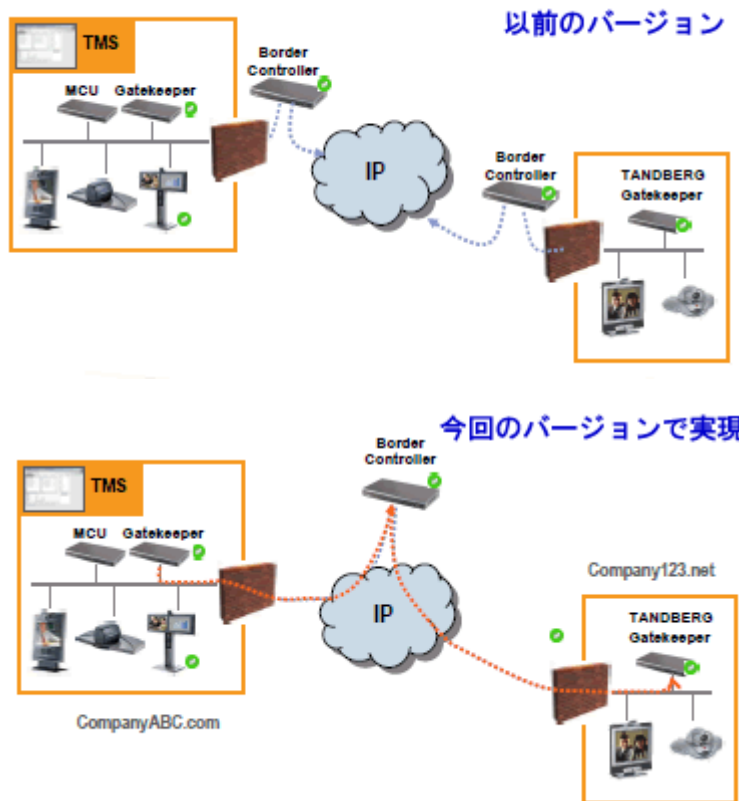 以前のバージョン
TMS
Border
Controller
MCU Gatekeeper
IP
Border
Controller
TANDBERG
Gatekeeper
今回のバージョンで実現
Border
Controller
TMS
MCU Gatekeeper
Company123.net
IP
TANDBERG
Gatekeeper
CompanyABC.com